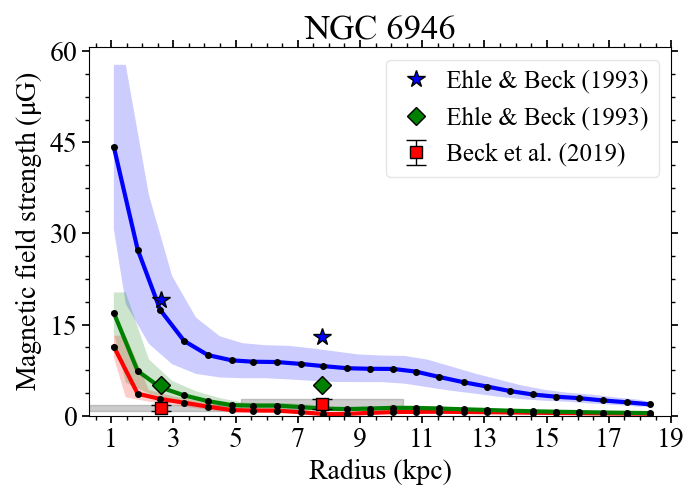 NGC 6946
60
45
30
15
0
Magnetic field strength (μG)
Ehle & Beck (1993)
Ehle & Beck (1993)
Beck et al. (2019)
1 3 5 7 9 11 13 15 17 19
Radius (kpc)